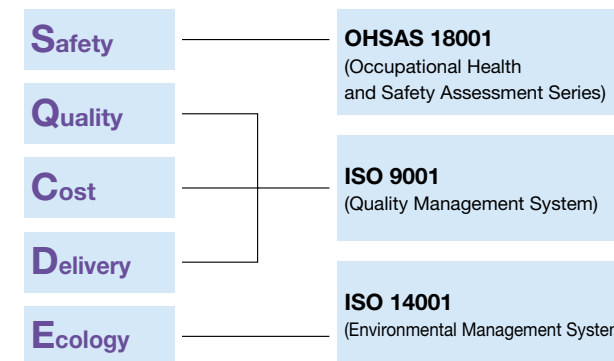 Safety
OHSAS 18001
(Occupational Health
and Safety Assessment Series)
Quality
Cost
ISO 9001
(Quality Management System)
Delivery
Ecology
ISO 14001
(Environmental Management System